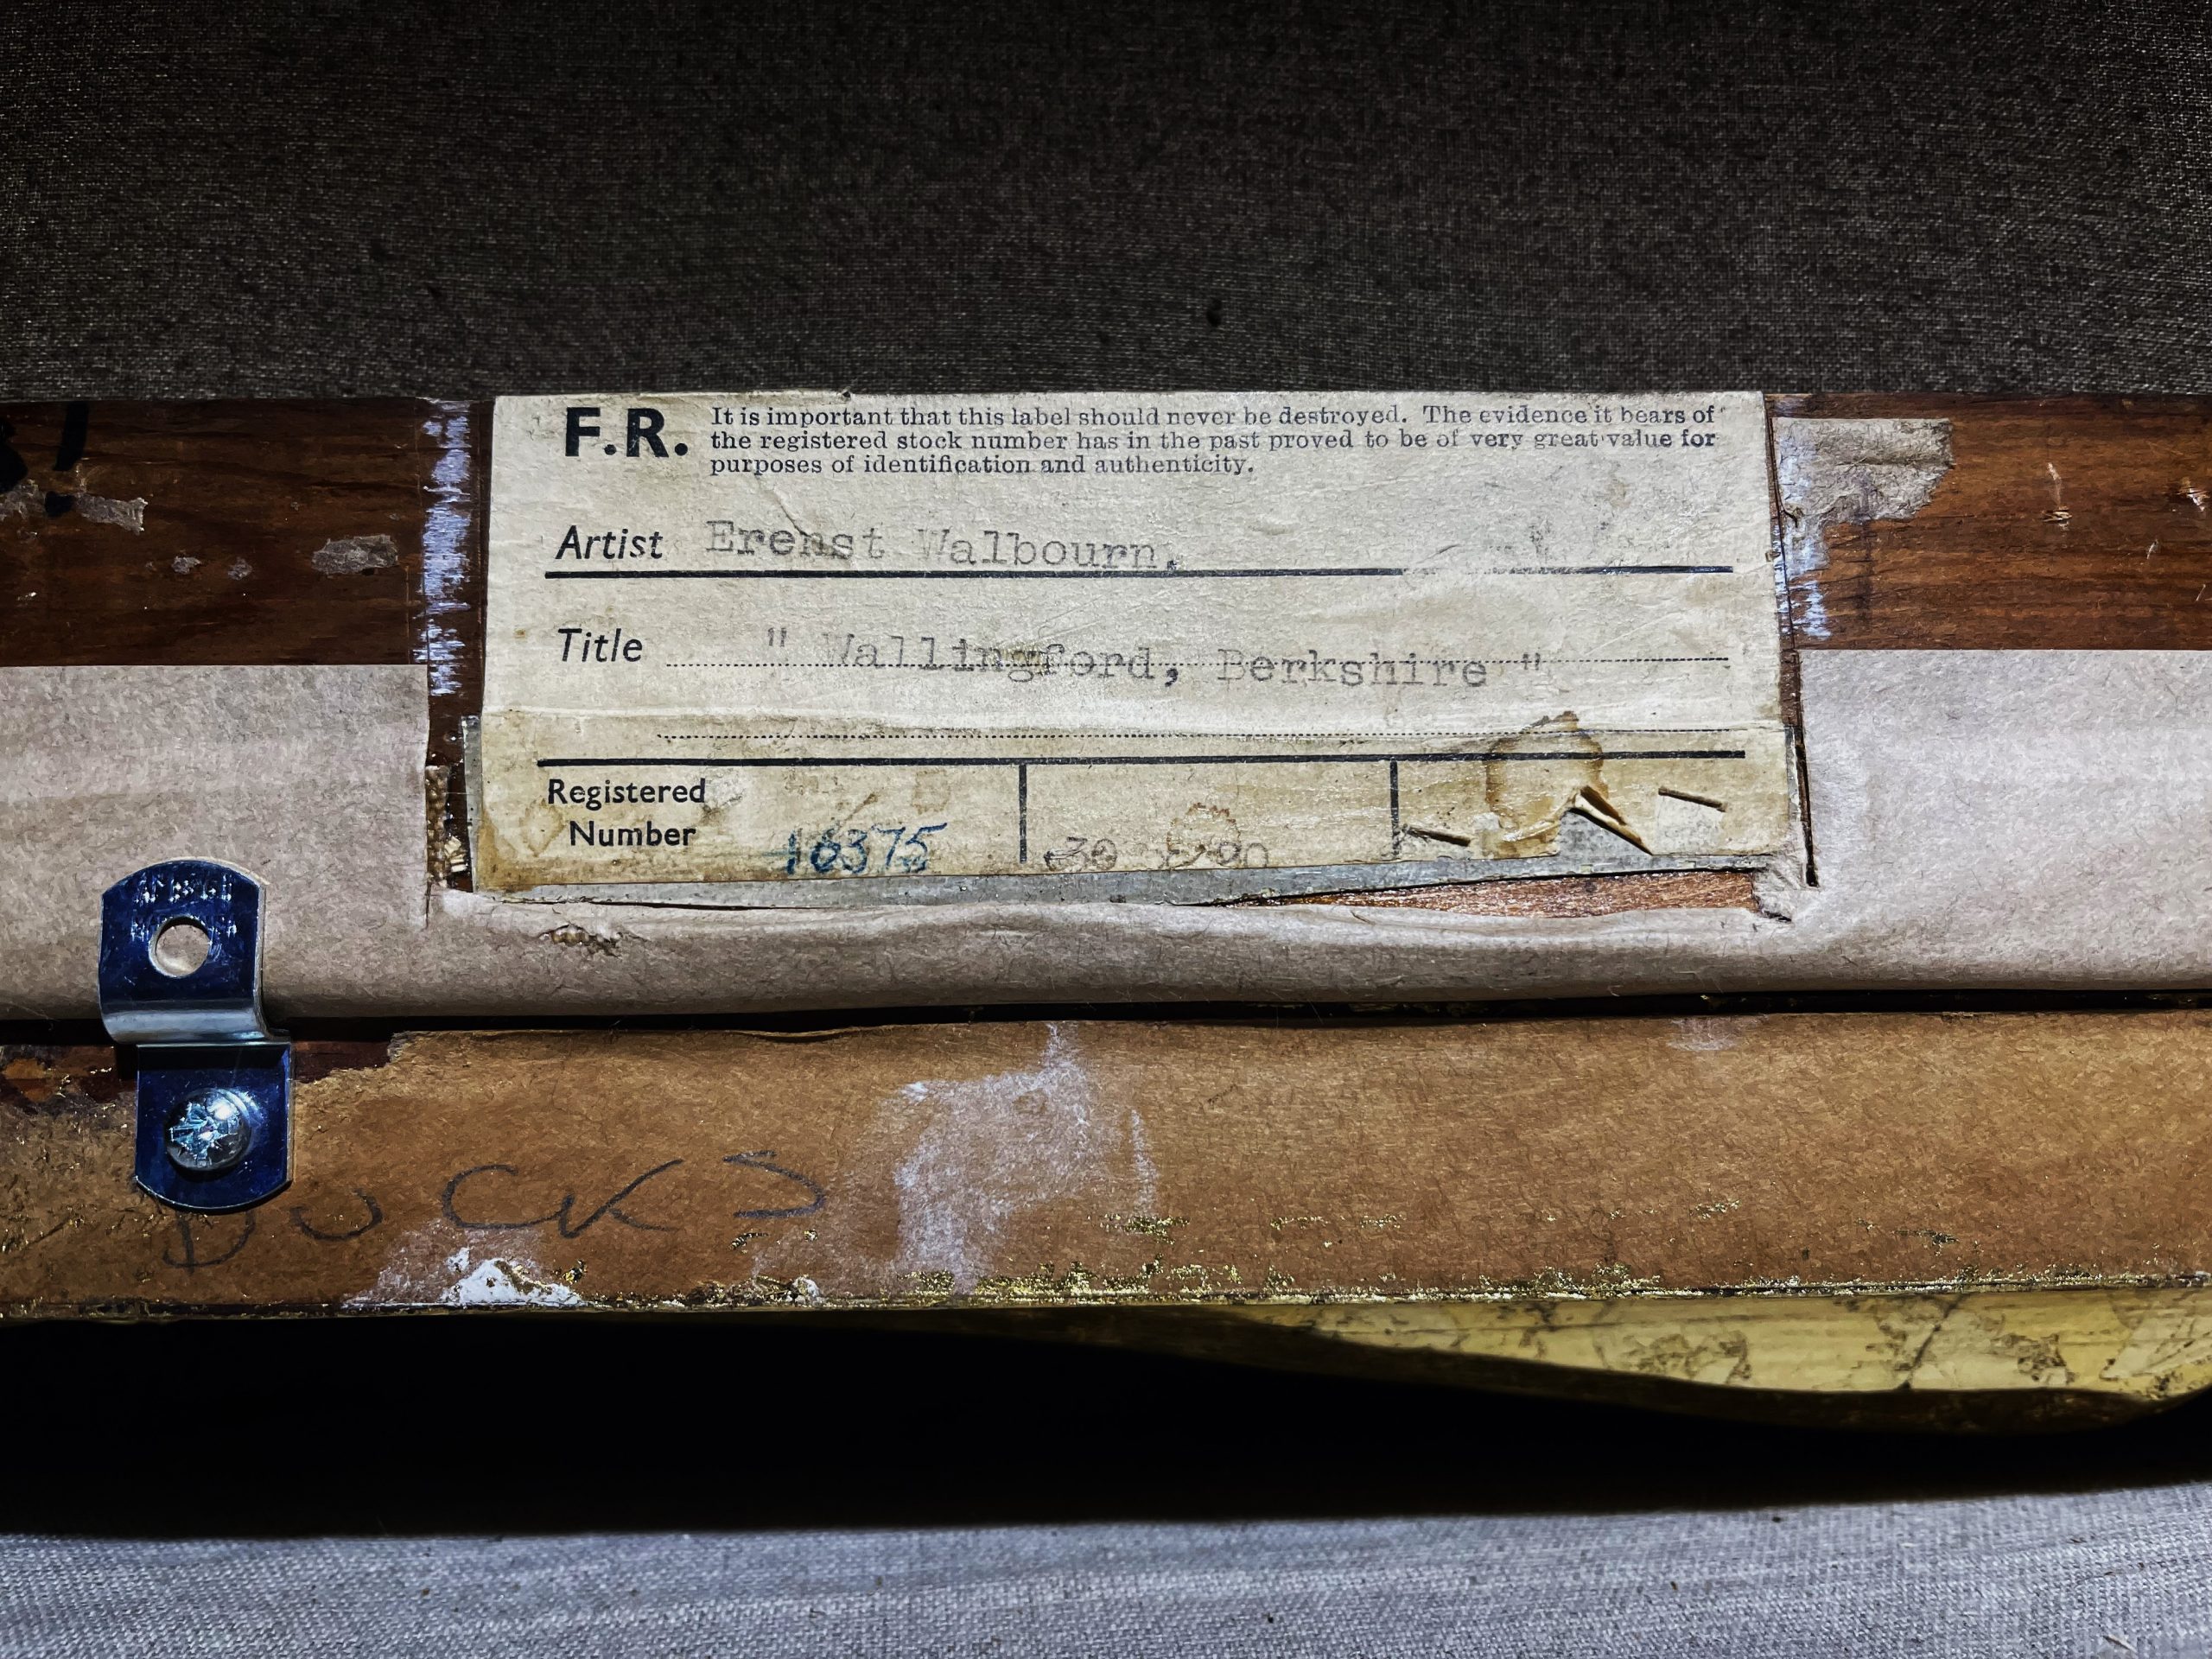 F.R.
It is important that this label should never be destroyed. The evidence it bears of
the registered stock number has in the past proved to be of very great value for
purposes of identification and authenticity.
Artist Erenst Walbourn,
Title " Wallingford, Berkshire "
Registered
Number 16375
DUCKS